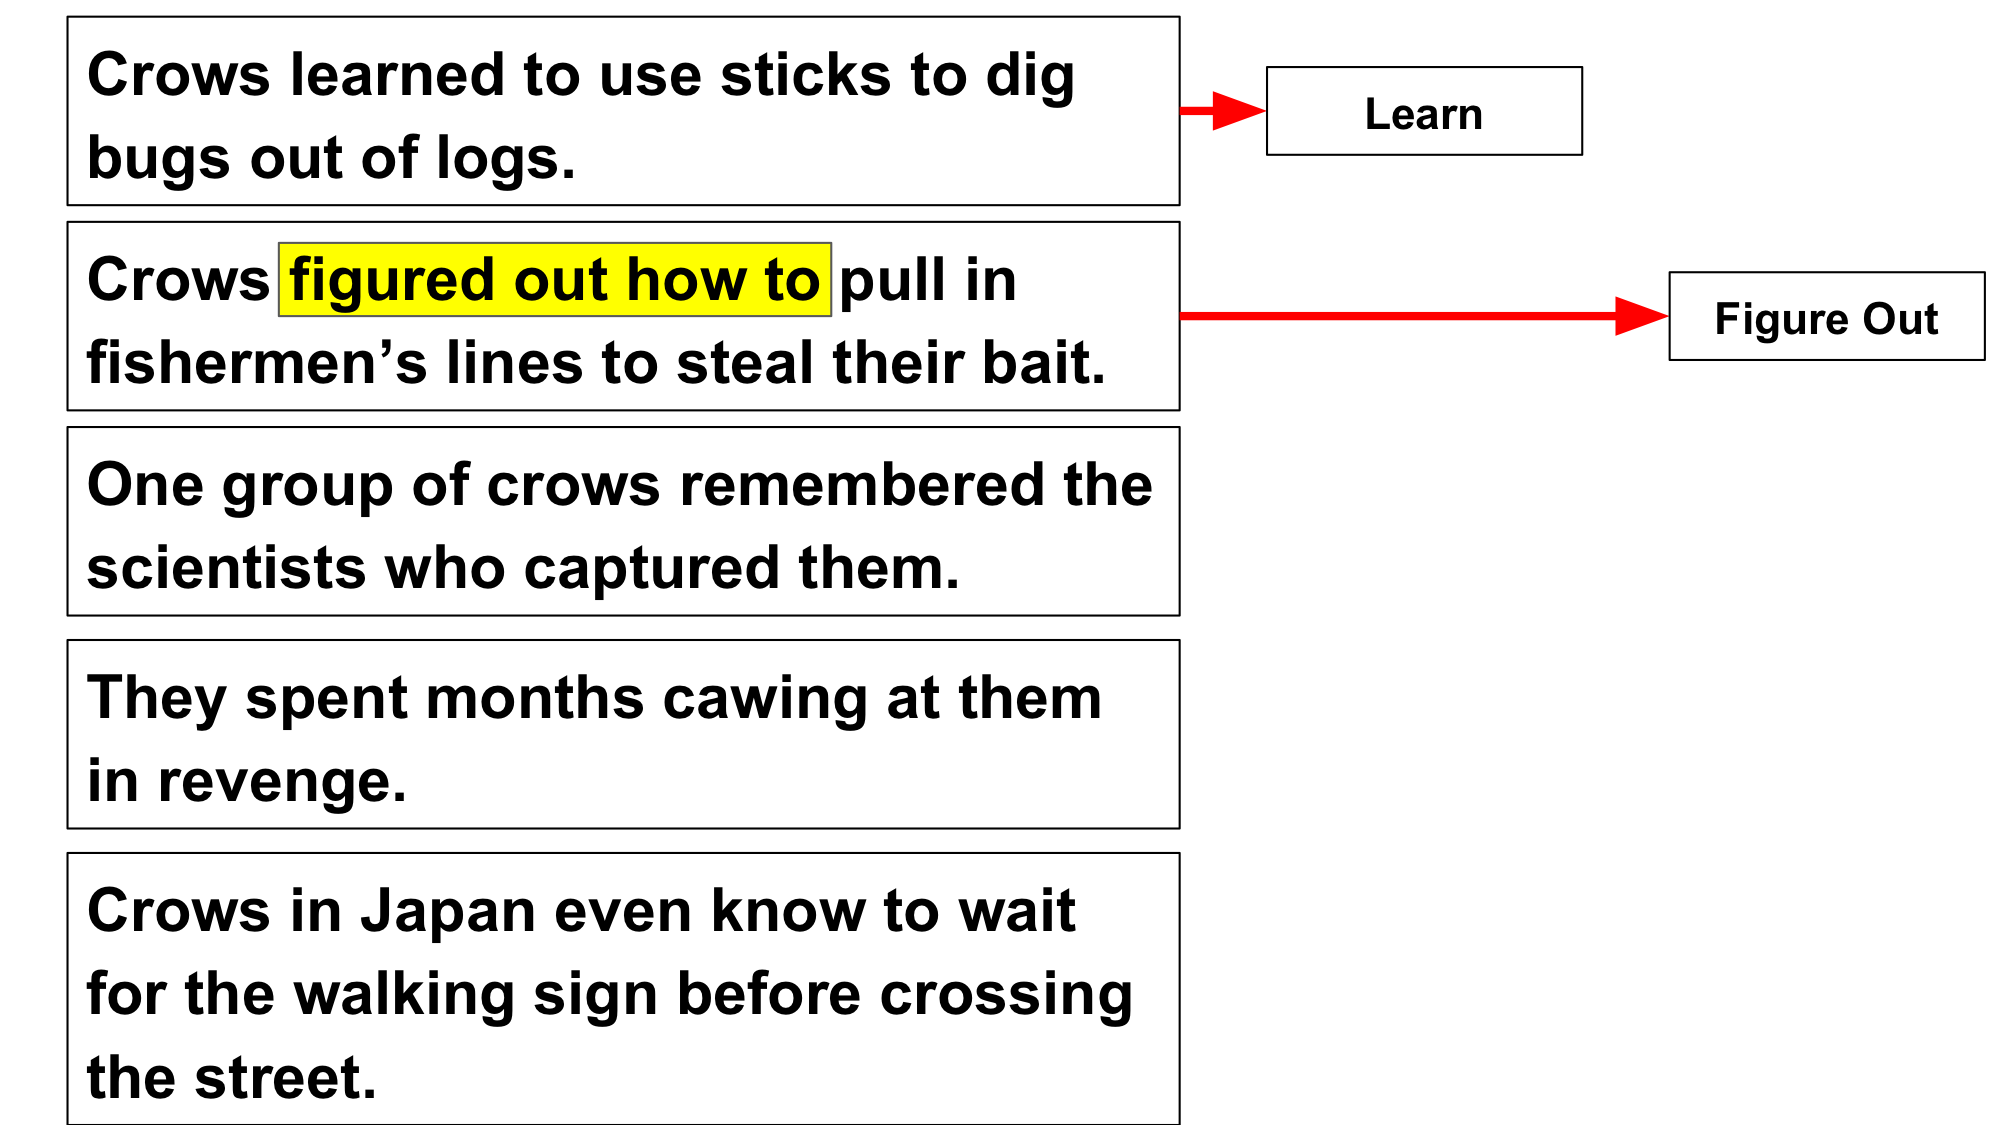 Crows learned to use sticks to dig
bugs out of logs.
Learn
Crows figured out how to pull in
fishermen’s lines to steal their bait.
Figure Out
One group of crows remembered the
scientists who captured them.
They spent months cawing at them
in revenge.
Crows in Japan even know to wait
for the walking sign before crossing
the street.